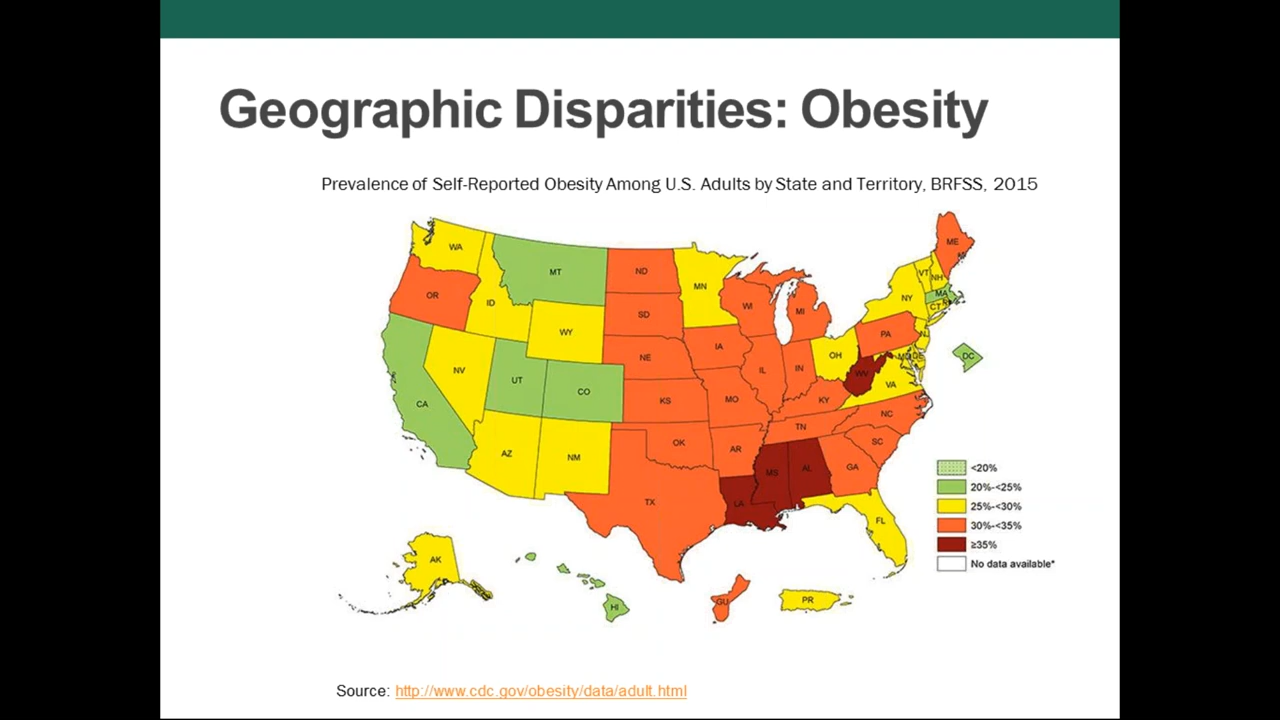 Geographic Disparities: Obesity
Prevalence of Self-Reported Obesity Among U.S. Adults by State and Territory, BRFSS, 2015
WA
MT
ND
MN
ME
VT
NH
OR
ID
SD
WI
MI
NY
MA
CT
WY
IA
PA
NE
OH
DC
NV
UT
CO
IL
IN
MD
DE
WV
VA
CA
KS
MO
KY
NC
AZ
NM
OK
AR
TN
SC
MS
AL
GA
TX
LA
FL
AK
HI
GU
PR
<20%
20%-<25%
25%-<30%
30%-<35%
≥35%
No data available*
Source: http://www.cdc.gov/obesity/data/adult.html